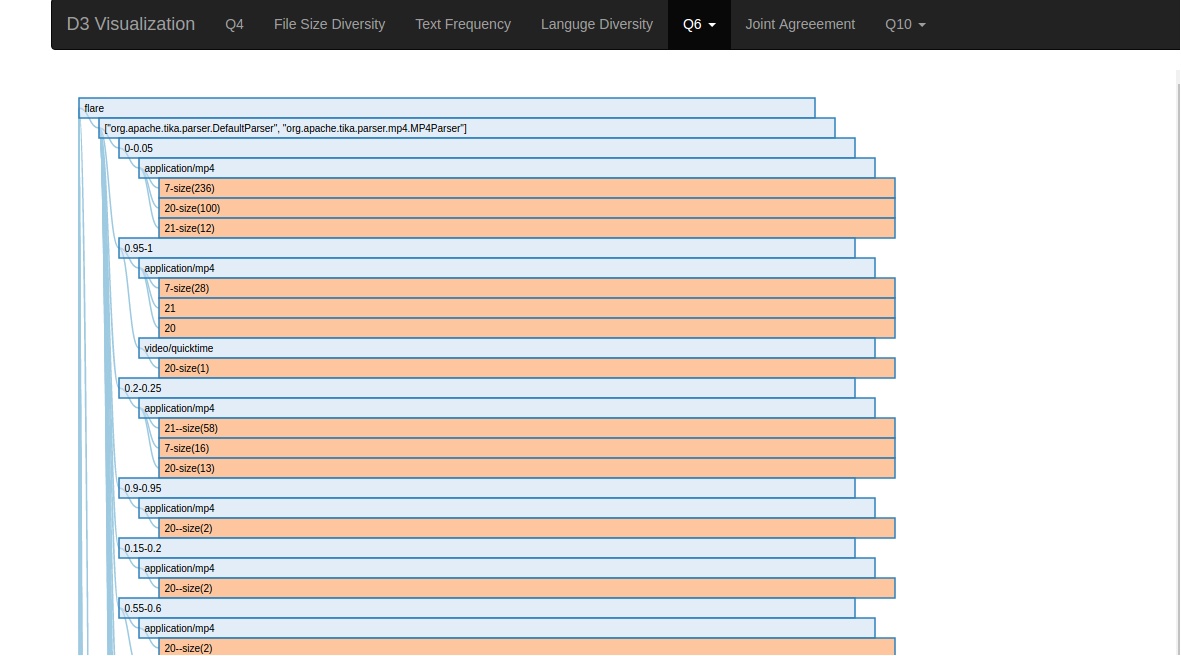 D3 Visualization Q4 File Size Diversity Text Frequency Languge Diversity Q6 Joint Agreeement Q10
flare
["org.apache.tika.parser.DefaultParser", "org.apache.tika.parser.mp4.MP4Parser"]
0-0.05
application/mp4
7-size(236)
20-size(100)
21-size(12)
0.95-1
application/mp4
7-size(28)
21
20
video/quicktime
20-size(1)
0.2-0.25
application/mp4
21--size(58)
7-size(16)
20-size(13)
0.9-0.95
application/mp4
20--size(2)
0.15-0.2
application/mp4
20--size(2)
0.55-0.6
application/mp4
20--size(2)